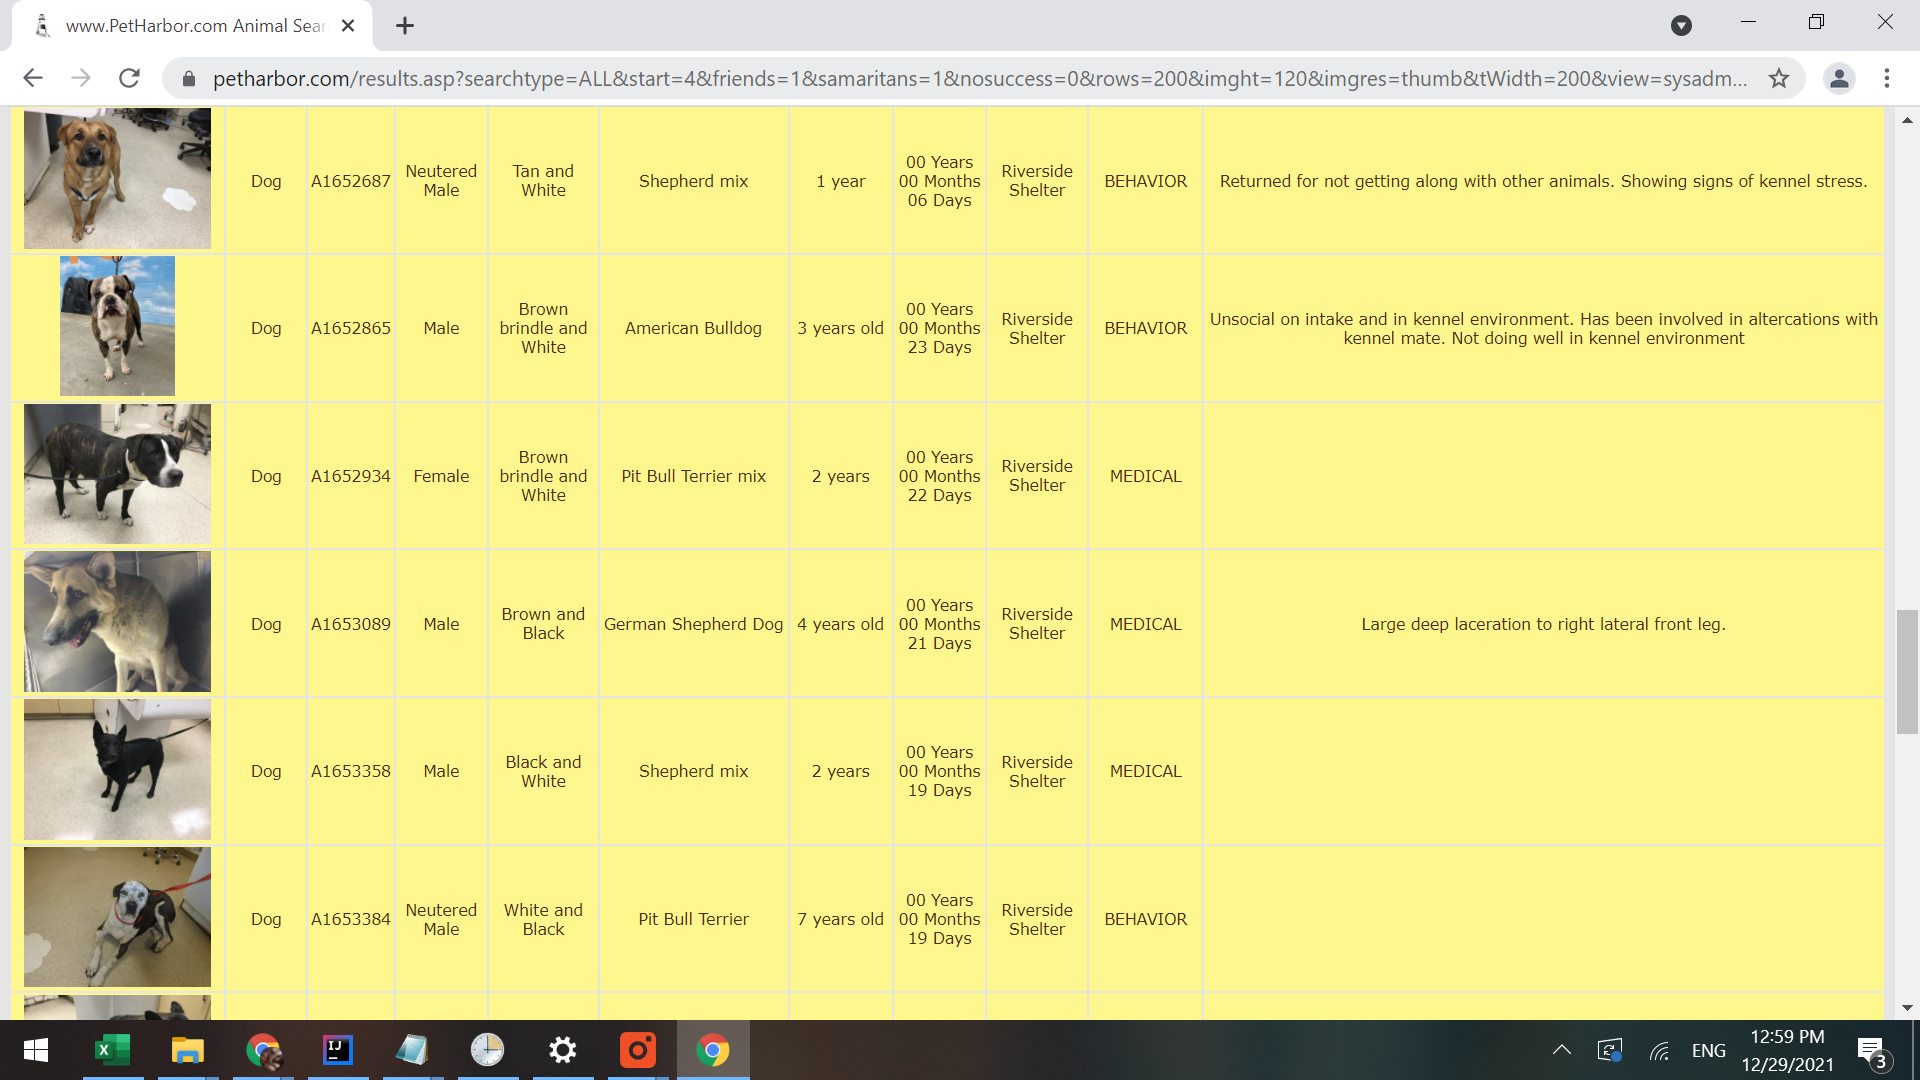 www.PetHarbor.com Animal Sear
petharbor.com/results.asp?searchtype=ALL&start=4&friends=1&samaritans=1&nosuccess=0&rows=200&imght=120&imgres=thumb&tWidth=200&view=sysadm...
Dog A1652687 Neutered Male Tan and White Shepherd mix 1 year 00 Years 00 Months 06 Days Riverside Shelter BEHAVIOR Returned for not getting along with other animals. Showing signs of kennel stress.
Dog A1652865 Male Brown brindle and White American Bulldog 3 years old 00 Years 00 Months 23 Days Riverside Shelter BEHAVIOR Unsocial on intake and in kennel environment. Has been involved in altercations with kennel mate. Not doing well in kennel environment
Dog A1652934 Female Brown brindle and White Pit Bull Terrier mix 2 years 00 Years 00 Months 22 Days Riverside Shelter MEDICAL
Dog A1653089 Male Brown and Black German Shepherd Dog 4 years old 00 Years 00 Months 21 Days Riverside Shelter MEDICAL Large deep laceration to right lateral front leg.
Dog A1653358 Male Black and White Shepherd mix 2 years 00 Years 00 Months 19 Days Riverside Shelter MEDICAL
Dog A1653384 Neutered Male White and Black Pit Bull Terrier 7 years old 00 Years 00 Months 19 Days Riverside Shelter BEHAVIOR
X
IJ
ENG
12:59 PM
12/29/2021
3